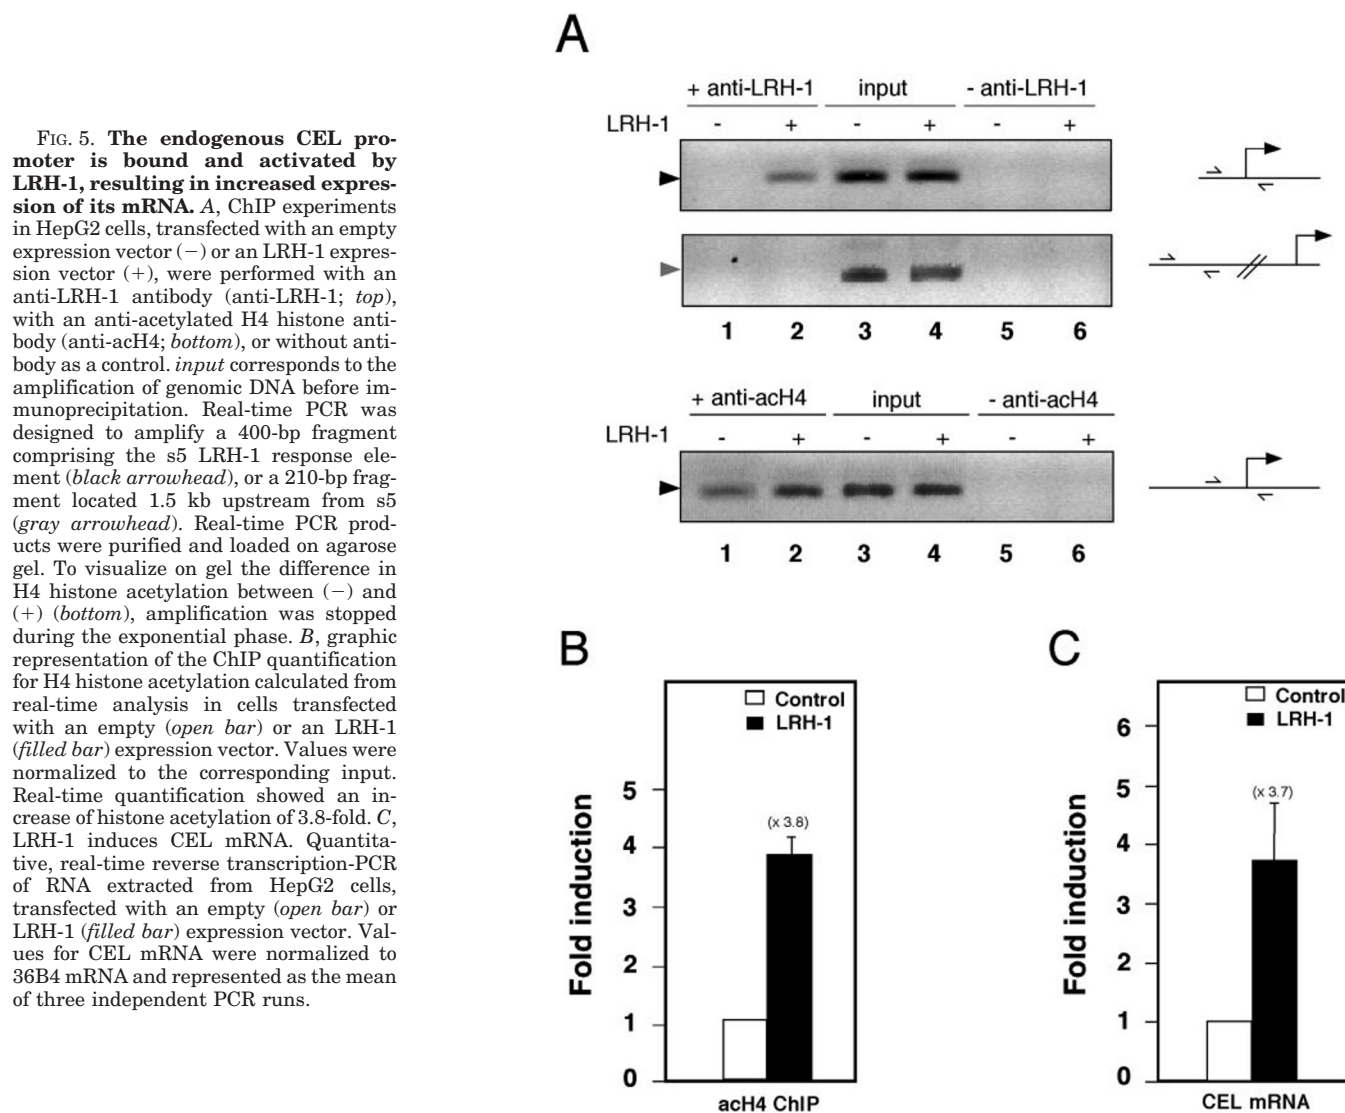 FIG. 5. The endogenous CEL pro-
moter is bound and activated by
LRH-1, resulting in increased expres-
sion of its mRNA. A, ChIP experiments
in HepG2 cells, transfected with an empty
expression vector (−) or an LRH-1 expres-
sion vector (+), were performed with an
anti-LRH-1 antibody (anti-LRH-1; top),
with an anti-acetylated H4 histone anti-
body (anti-acH4; bottom), or without anti-
body as a control. input corresponds to the
amplification of genomic DNA before im-
munoprecipitation. Real-time PCR was
designed to amplify a 400-bp fragment
comprising the s5 LRH-1 response ele-
ment (black arrowhead), or a 210-bp frag-
ment located 1.5 kb upstream from s5
(gray arrowhead). Real-time PCR prod-
ucts were purified and loaded on agarose
gel. To visualize on gel the difference in
H4 histone acetylation between (−) and
(+) (bottom), amplification was stopped
during the exponential phase. B, graphic
representation of the ChIP quantification
for H4 histone acetylation calculated from
real-time analysis in cells transfected
with an empty (open bar) or an LRH-1
(filled bar) expression vector. Values were
normalized to the corresponding input.
Real-time quantification showed an in-
crease of histone acetylation of 3.8-fold. C,
LRH-1 induces CEL mRNA. Quantita-
tive, real-time reverse transcription-PCR
of RNA extracted from HepG2 cells,
transfected with an empty (open bar) or
LRH-1 (filled bar) expression vector. Val-
ues for CEL mRNA were normalized to
36B4 mRNA and represented as the mean
of three independent PCR runs.
A
+ anti-LRH-1 input - anti-LRH-1
LRH-1 - + - + - +
1 2 3 4 5 6
+ anti-acH4 input - anti-acH4
LRH-1 - + - + - +
1 2 3 4 5 6
B
Control
LRH-1
(x 3.8)
5
4
3
2
1
0
Fold induction
acH4 ChIP
C
Control
LRH-1
(x 3.7)
6
5
4
3
2
1
0
Fold induction
CEL mRNA